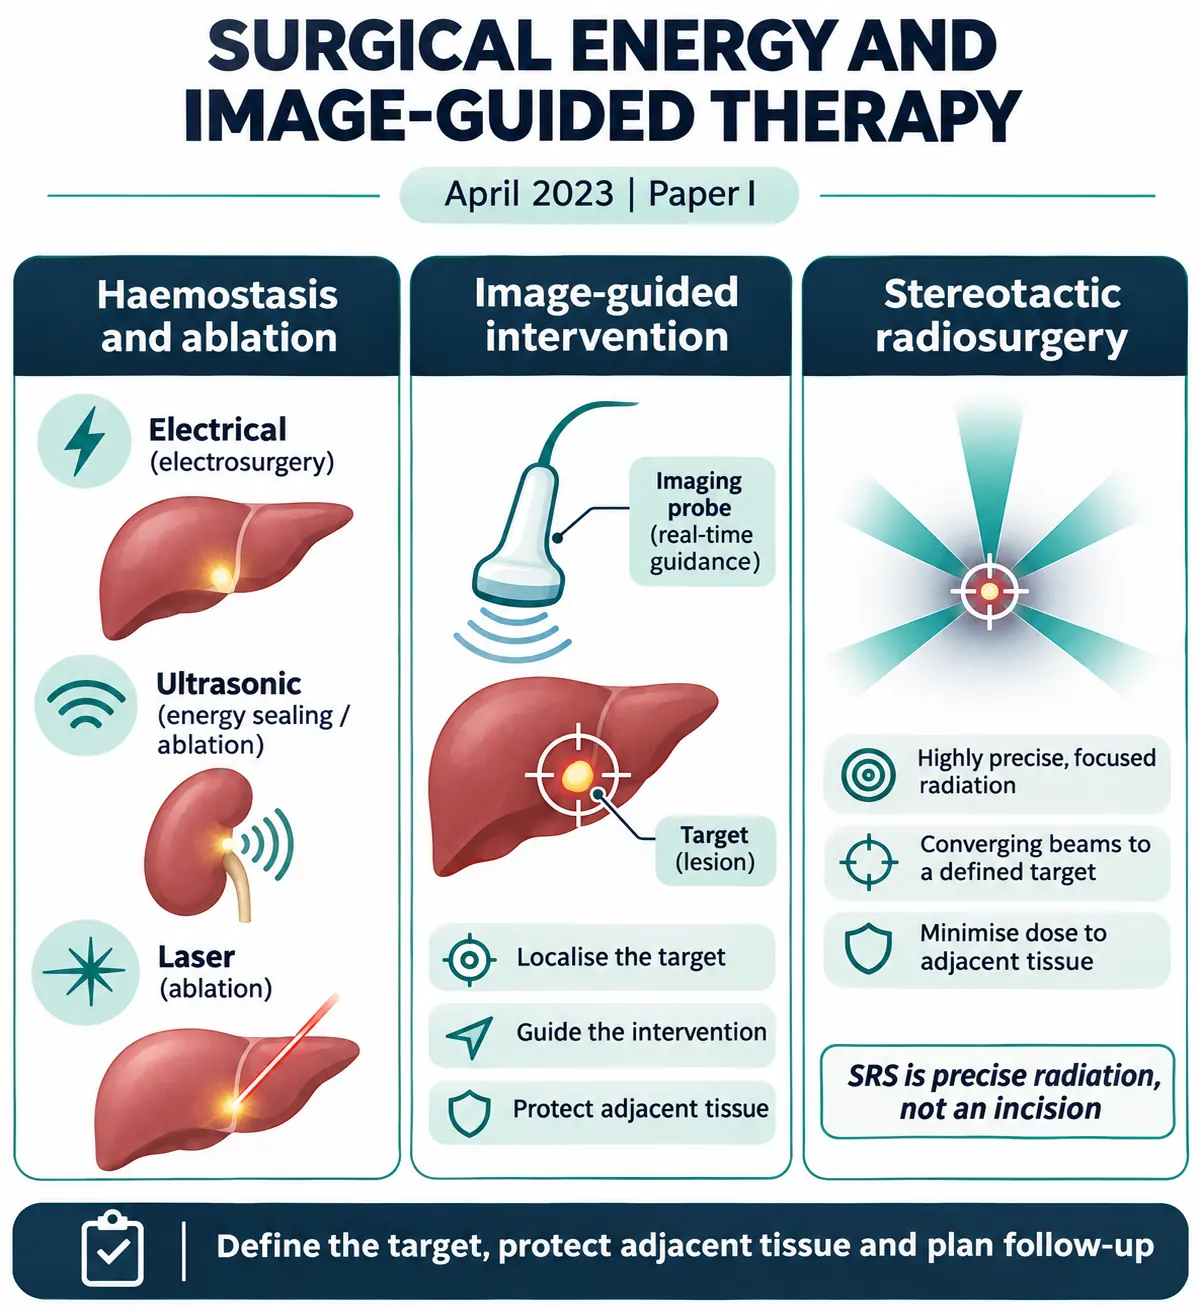 SURGICAL ENERGY AND
IMAGE-GUIDED THERAPY
April 2023 | Paper I
Haemostasis
and ablation
Electrical
(electrosurgery)
Ultrasonic
(energy sealing /
ablation)
Laser
(ablation)
Image-guided
intervention
Imaging
probe
(real-time
guidance)
Target
(lesion)
Localise the target
Guide the intervention
Protect adjacent tissue
Stereotactic
radiosurgery
Highly precise, focused
radiation
Converging beams to
a defined target
Minimise dose to
adjacent tissue
SRS is precise radiation,
not an incision
Define the target, protect adjacent tissue and plan follow-up